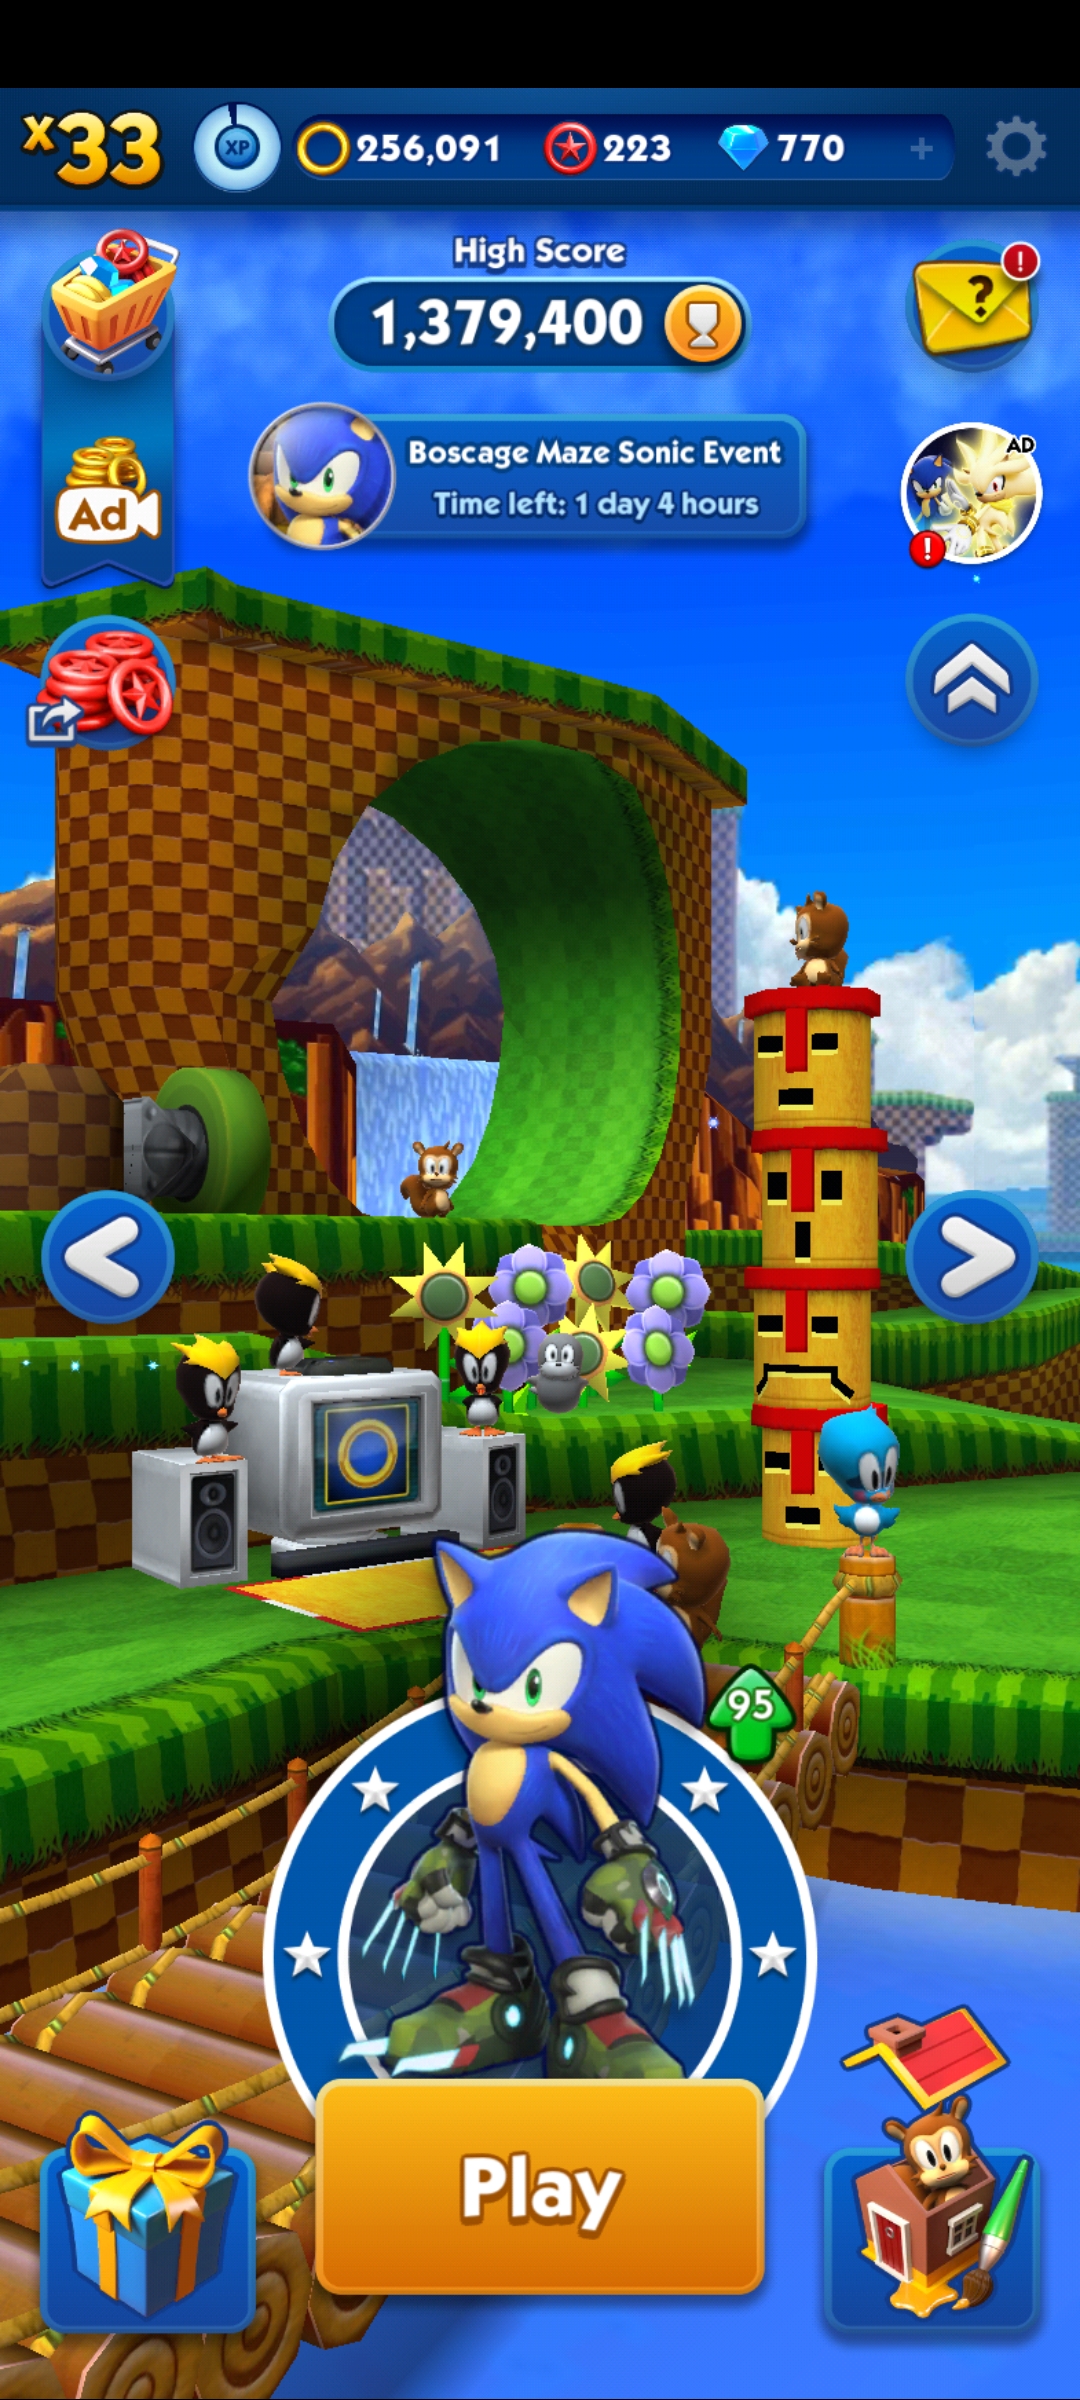 x33
XP
256,091
223
770
+
High Score
1,379,400
?
!
Boscage Maze Sonic Event
Time left: 1 day 4 hours
AD
!
Ad
95
Play